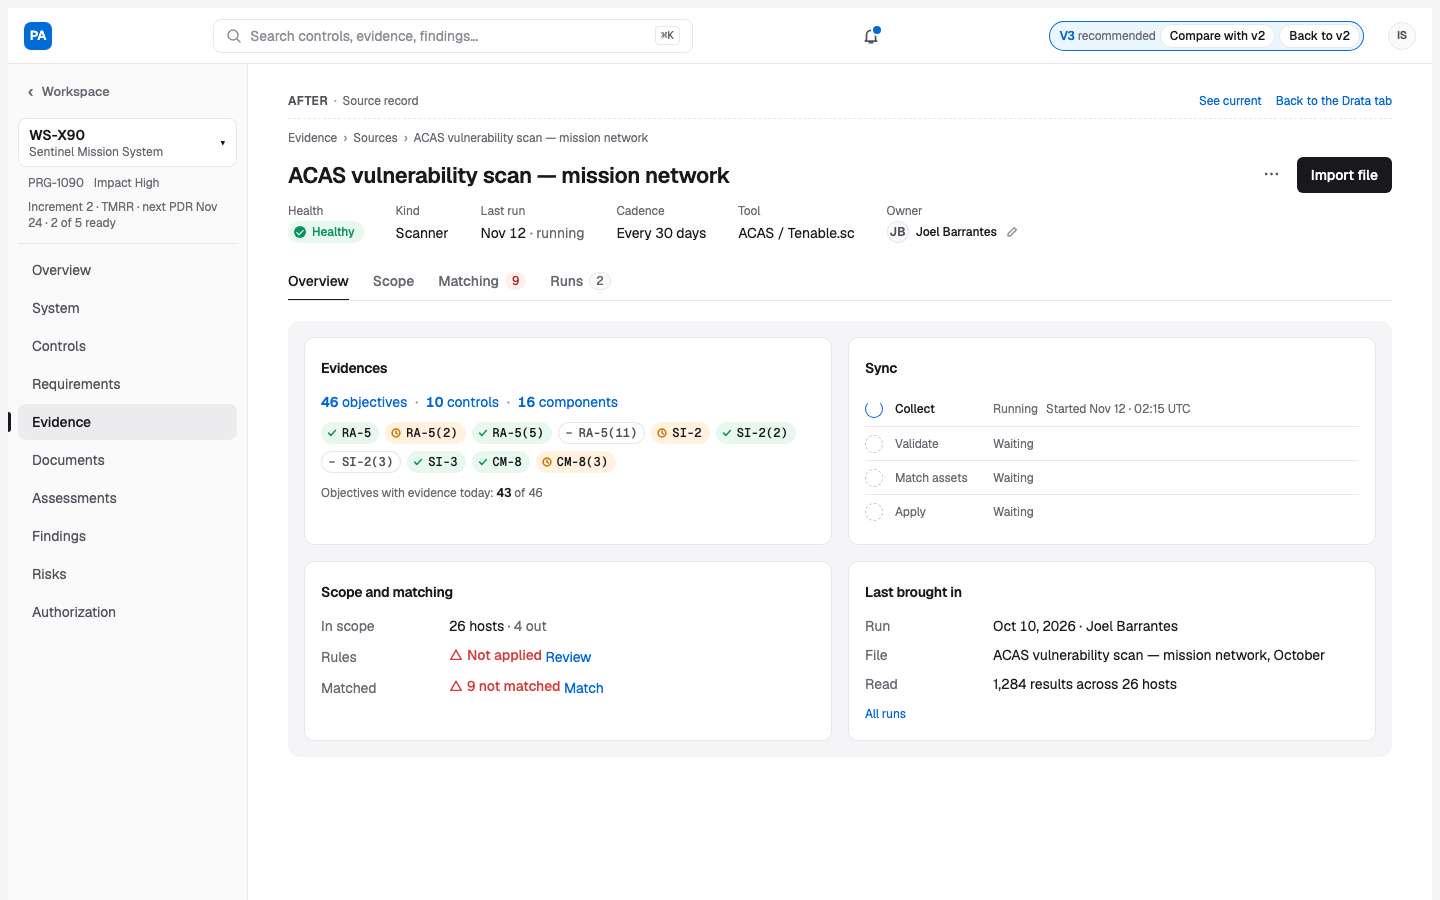 PA
Search controls, evidence, findings...
⌘K
V3 recommended
Compare with v2
Back to v2
IS
‹ Workspace
WS-X90
Sentinel Mission System
PRG-1090 Impact High
Increment 2 · TMRR · next PDR Nov
24 · 2 of 5 ready
Overview
System
Controls
Requirements
Evidence
Documents
Assessments
Findings
Risks
Authorization
AFTER · Source record
See current
Back to the Drata tab
Evidence › Sources › ACAS vulnerability scan — mission network
ACAS vulnerability scan — mission network
···
Import file
Health
Healthy
Kind
Scanner
Last run
Nov 12 · running
Cadence
Every 30 days
Tool
ACAS / Tenable.sc
Owner
JB Joel Barrantes
Overview
Scope
Matching 9
Runs 2
Evidences
46 objectives · 10 controls · 16 components
RA-5 RA-5(2) RA-5(5) – RA-5(11) SI-2 SI-2(2)
– SI-2(3) SI-3 CM-8 CM-8(3)
Objectives with evidence today: 43 of 46
Sync
Collect Running Started Nov 12 · 02:15 UTC
Validate Waiting
Match assets Waiting
Apply Waiting
Scope and matching
In scope 26 hosts · 4 out
Rules Not applied Review
Matched 9 not matched Match
Last brought in
Run Oct 10, 2026 · Joel Barrantes
File ACAS vulnerability scan — mission network, October
Read 1,284 results across 26 hosts
All runs